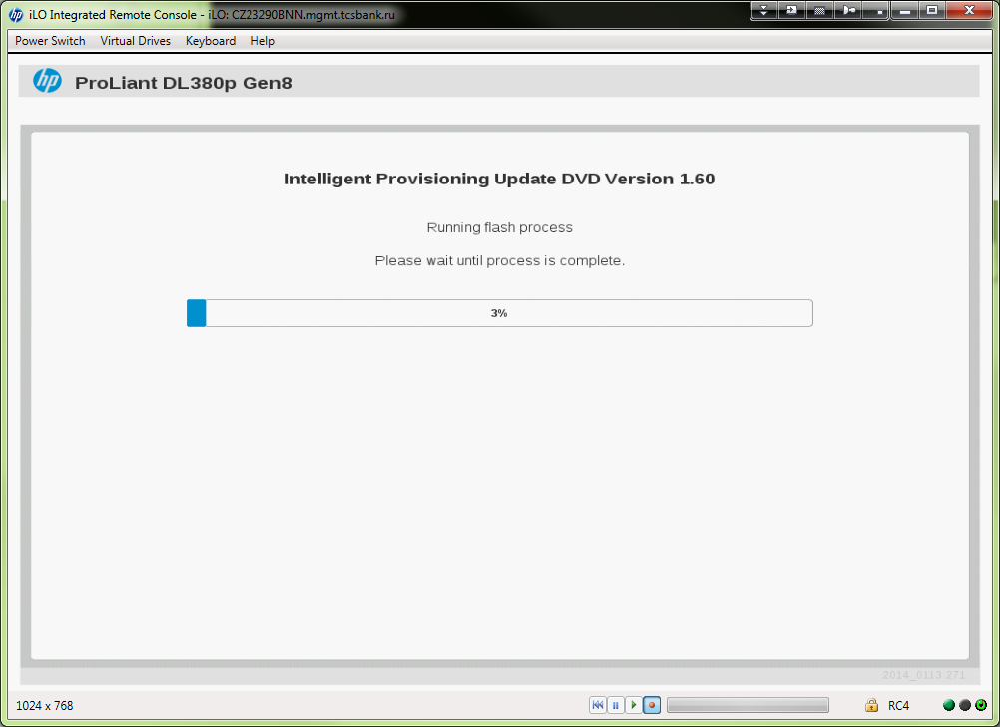 iLO Integrated Remote Console - iLO: CZ23290BNN.mgmt.tcsbank.ru
Power Switch Virtual Drives Keyboard Help
hp ProLiant DL380p Gen8
Intelligent Provisioning Update DVD Version 1.60
Running flash process
Please wait until process is complete.
3%
2014_0113.271
1024 x 768 RC4